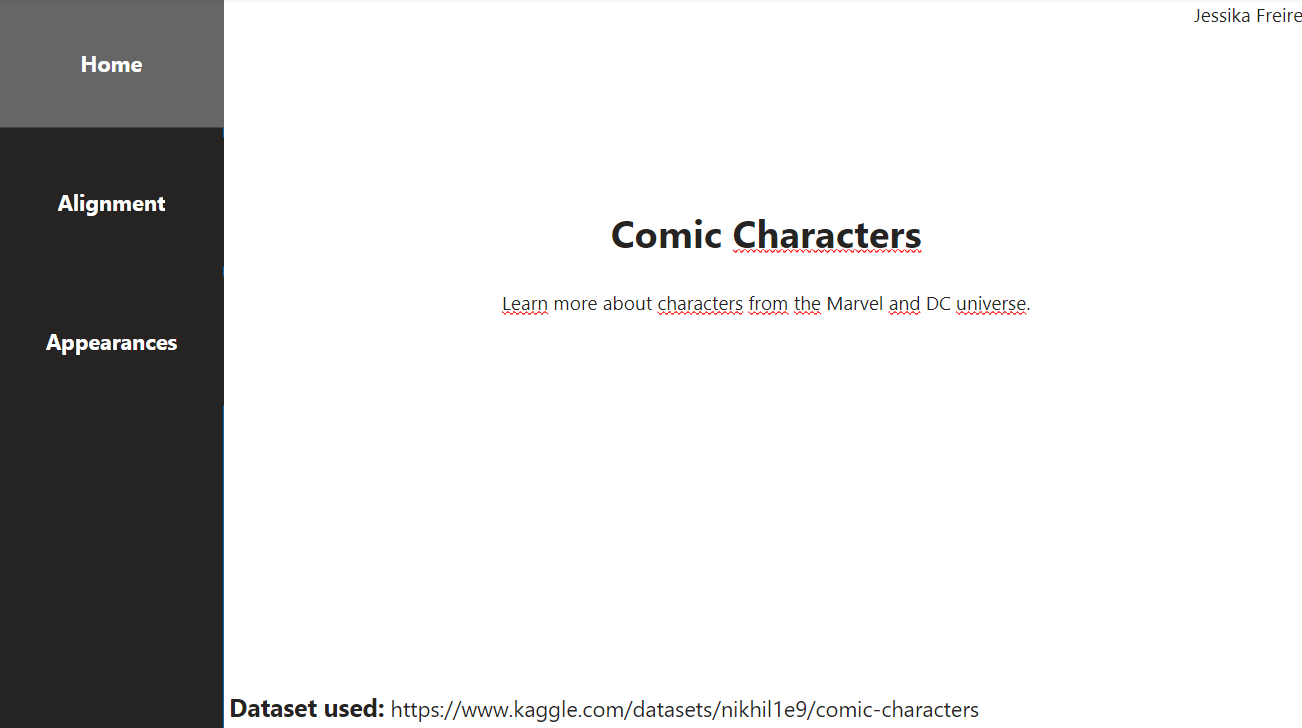 Jessika Freire
Home
Alignment
Appearances
Comic Characters
Learn more about characters from the Marvel and DC universe.
Dataset used: https://www.kaggle.com/datasets/nikhil1e9/comic-characters